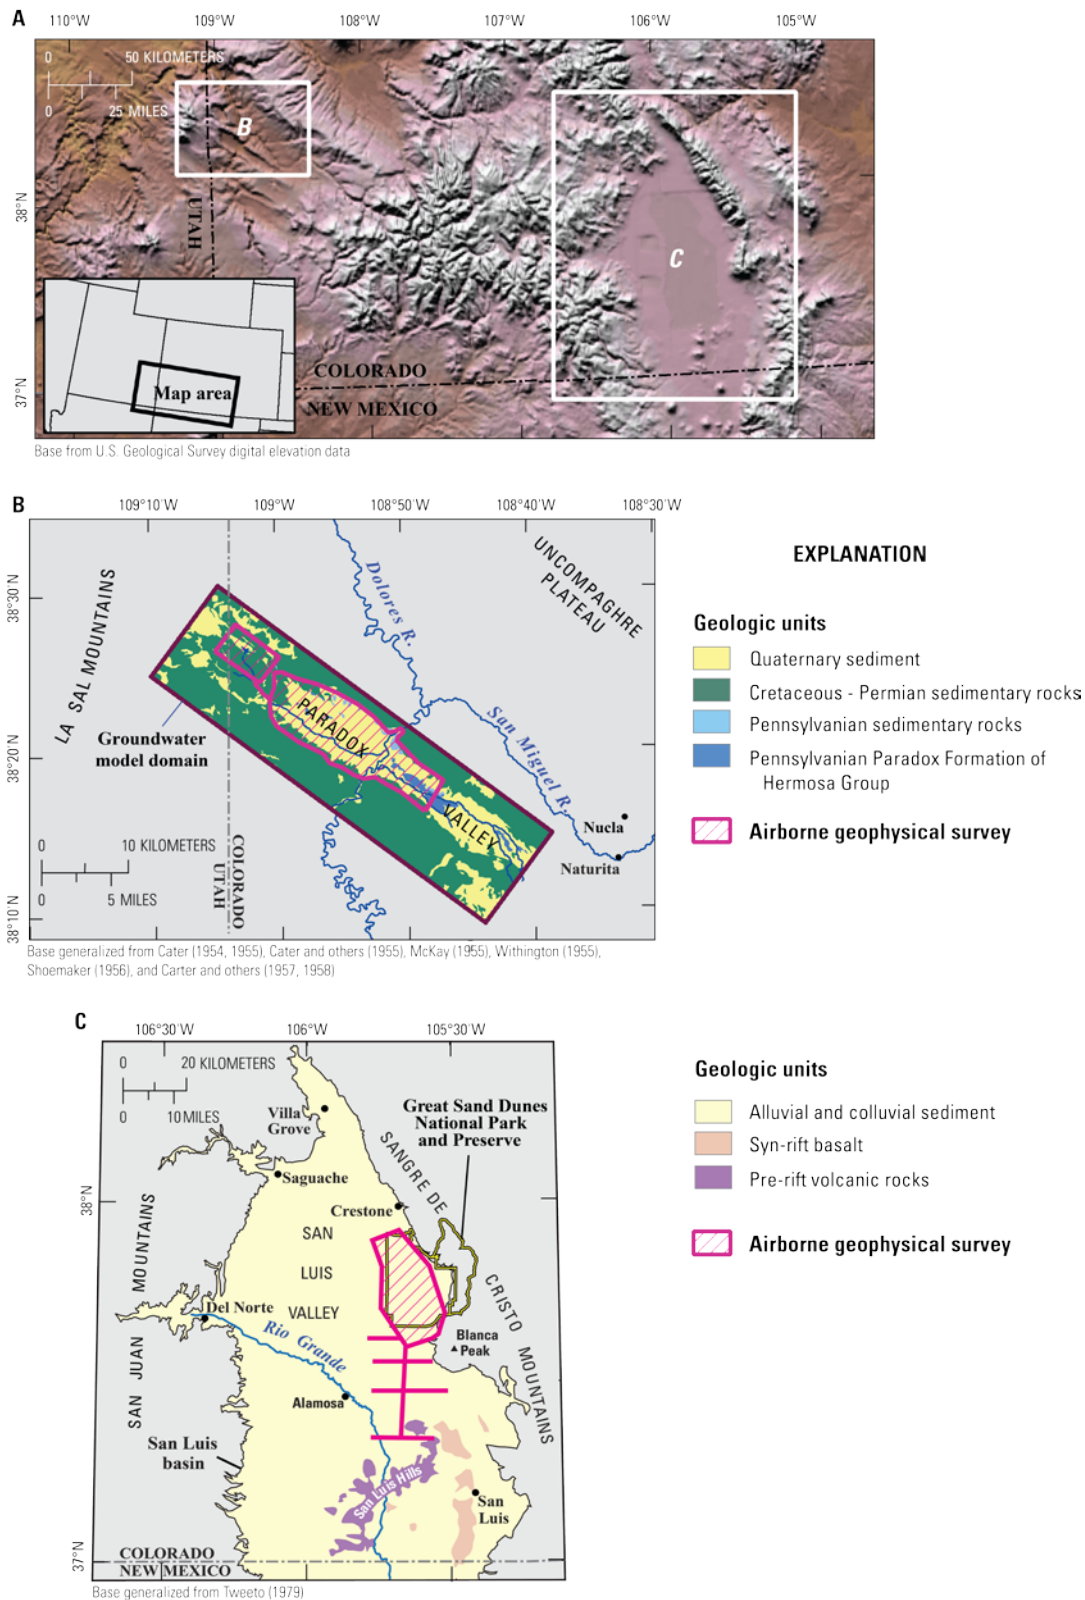 A
110°W
109°W
108°W
107°W
106°W
105°W
0
50 KILOMETERS
0
25 MILES
B
38°N
UTAH
C
37°N
Map area
COLORADO
NEW MEXICO
Base from U.S. Geological Survey digital elevation data
B
109°10'W
109°W
108°50'W
108°40'W
108°30'W
38°30'N
38°20'N
38°10'N
LA SAL MOUNTAINS
Dolores R.
UNCOMPAHGRE
PLATEAU
PARADOX
VALLEY
San Miguel R.
Groundwater
model domain
Nucla
Naturita
0
10 KILOMETERS
0
5 MILES
COLORADO
UTAH
Base generalized from Cater (1954, 1955), Cater and others (1955), McKay (1955), Withington (1955),
Shoemaker (1956), and Carter and others (1957, 1958)
EXPLANATION
Geologic units
Quaternary sediment
Cretaceous - Permian sedimentary rocks
Pennsylvanian sedimentary rocks
Pennsylvanian Paradox Formation of
Hermosa Group
Airborne geophysical survey
C
106°30'W
106°W
105°30'W
0
20 KILOMETERS
0
10 MILES
38°N
37°N
Villa
Grove
Great Sand Dunes
National Park
and Preserve
Saguache
Crestone
SANGRE DE
CRISTO MOUNTAINS
SAN
LUIS
VALLEY
SAN JUAN MOUNTAINS
Del Norte
Rio Grande
Blanca
Peak
Alamosa
San Luis
basin
San Luis Hills
San
Luis
COLORADO
NEW MEXICO
Base generalized from Tweeto (1979)
Geologic units
Alluvial and colluvial sediment
Syn-rift basalt
Pre-rift volcanic rocks
Airborne geophysical survey